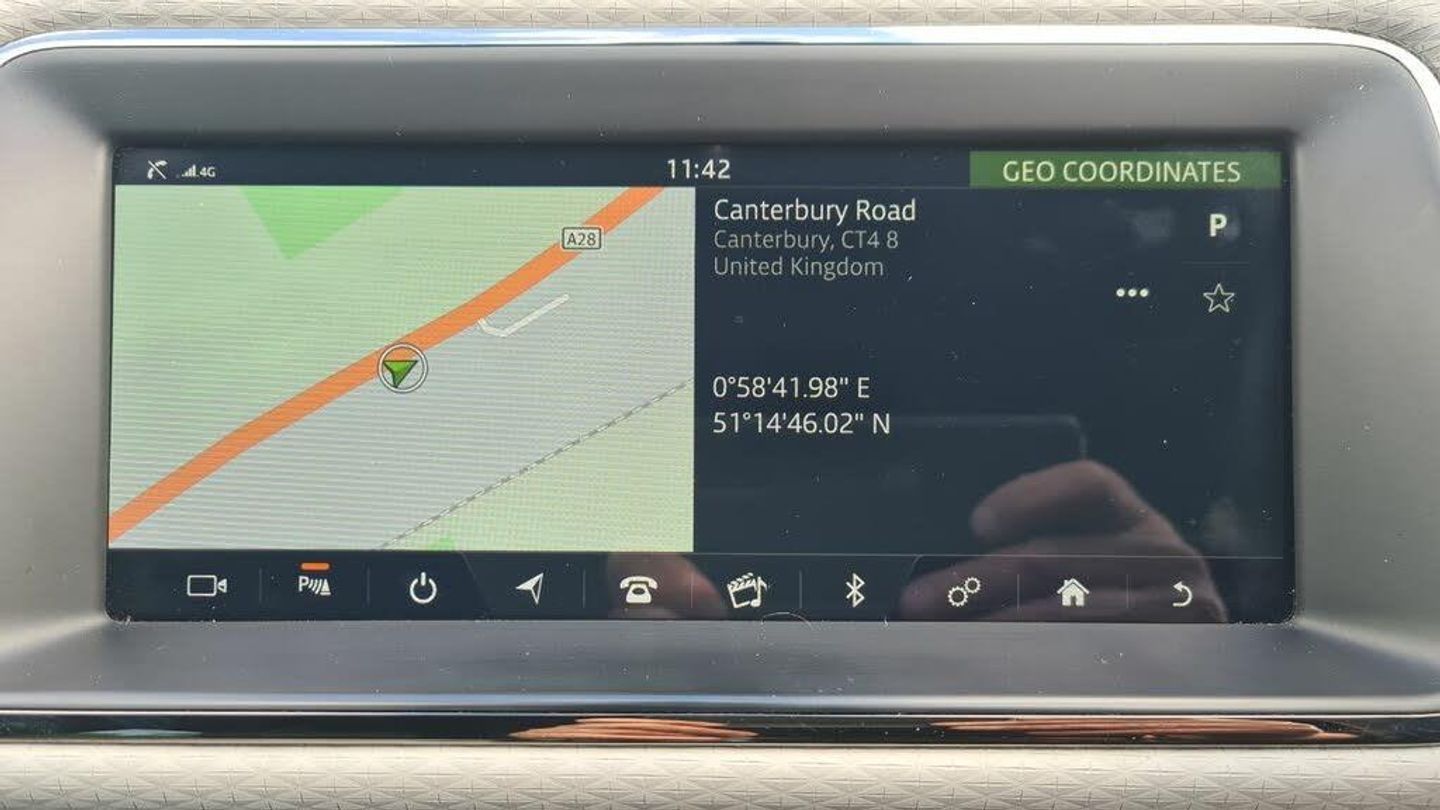 4G
11:42
GEO COORDINATES
A28
Canterbury Road
Canterbury, CT4 8
United Kingdom
P
0°58'41.98" E
51°14'46.02" N
P